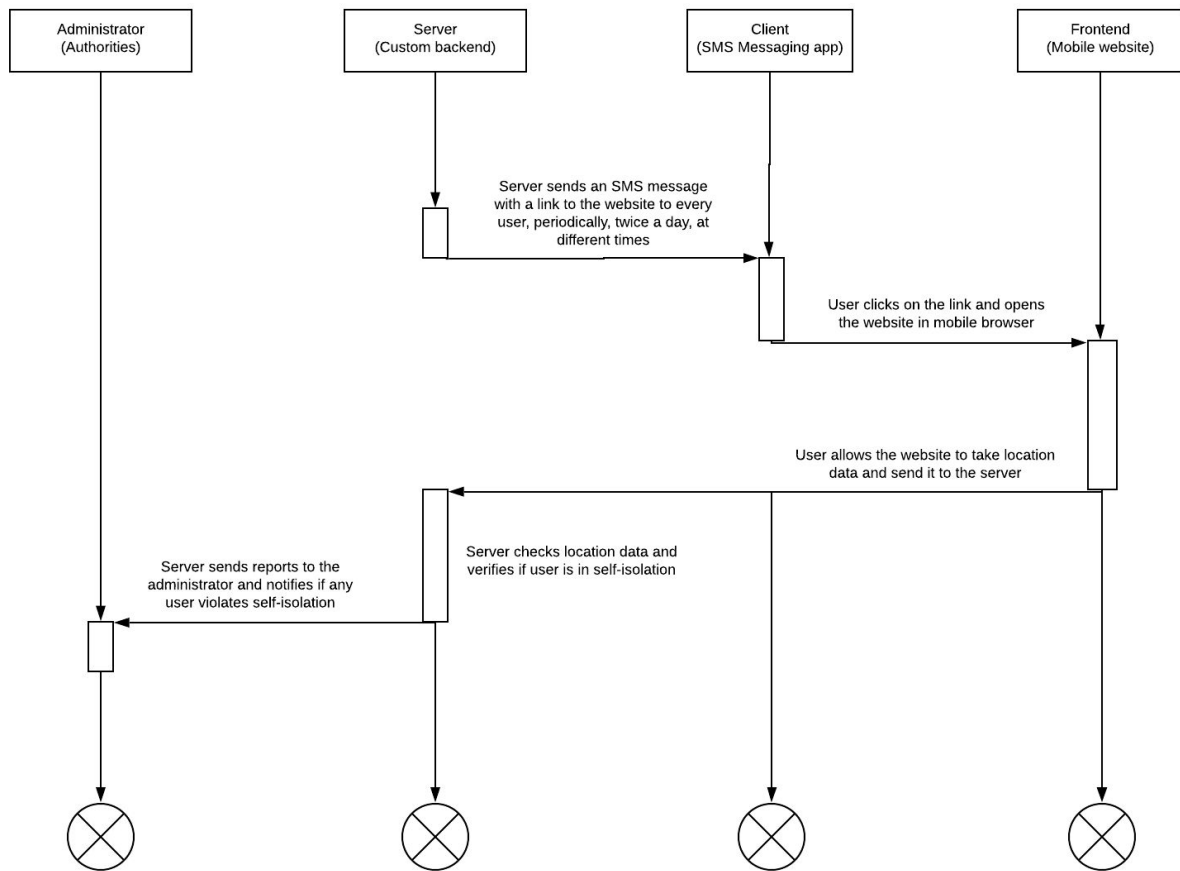 Administrator
(Authorities)
Server
(Custom backend)
Client
(SMS Messaging app)
Frontend
(Mobile website)
Server sends an SMS message
with a link to the website to every
user, periodically, twice a day, at
different times
User clicks on the link and opens
the website in mobile browser
User allows the website to take location
data and send it to the server
Server checks location data and
verifies if user is in self-isolation
Server sends reports to the
administrator and notifies if any
user violates self-isolation